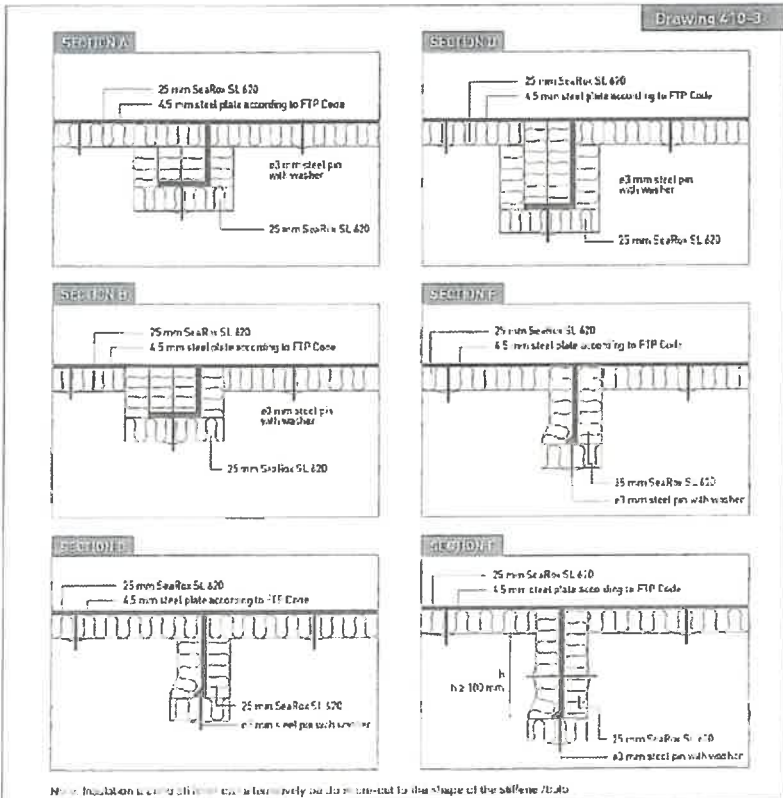 Drawing 410-3
SECTION A
25 mm SeaRox SL 620
4.5 mm steel plate according to FTP Code
ø3 mm steel pin
with washer
25 mm SeaRox SL 620
SECTION D
25 mm SeaRox SL 620
4.5 mm steel plate according to FTP Code
ø3 mm steel pin
with washer
25 mm SeaRox SL 620
SECTION B
25 mm SeaRox SL 620
4.5 mm steel plate according to FTP Code
ø3 mm steel pin
with washer
25 mm SeaRox SL 620
SECTION
25 mm SeaRox SL 620
4.5 mm steel plate according to FTP Code
25 mm SeaRox SL 620
ø3 mm steel pin with washer
SECTION
25 mm SeaRox SL 620
4.5 mm steel plate according to FTP Code
25 mm SeaRox SL 620
ø3 mm steel pin with washer
SECTION
25 mm SeaRox SL 620
4.5 mm steel plate according to FTP Code
h
h ≥ 100 mm
25 mm SeaRox SL 620
ø3 mm steel pin with washer
Insulation to the shape of the